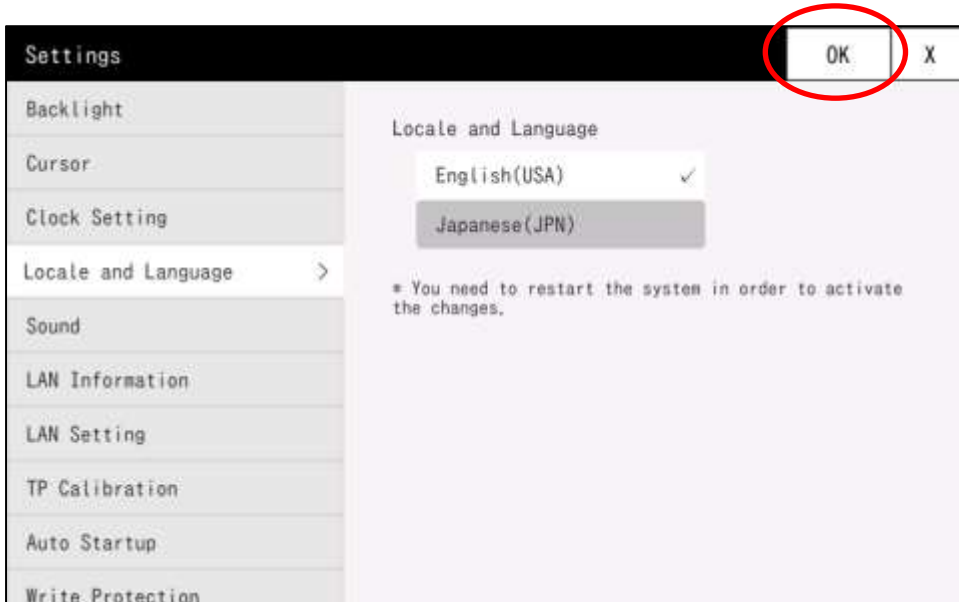 Settings
OK
X
Backlight
Cursor
Clock Setting
Locale and Language >
Sound
LAN Information
LAN Setting
TP Calibration
Auto Startup
Write Protection
Locale and Language
English(USA) ✓
Japanese(JPN)
* You need to restart the system in order to activate
the changes.